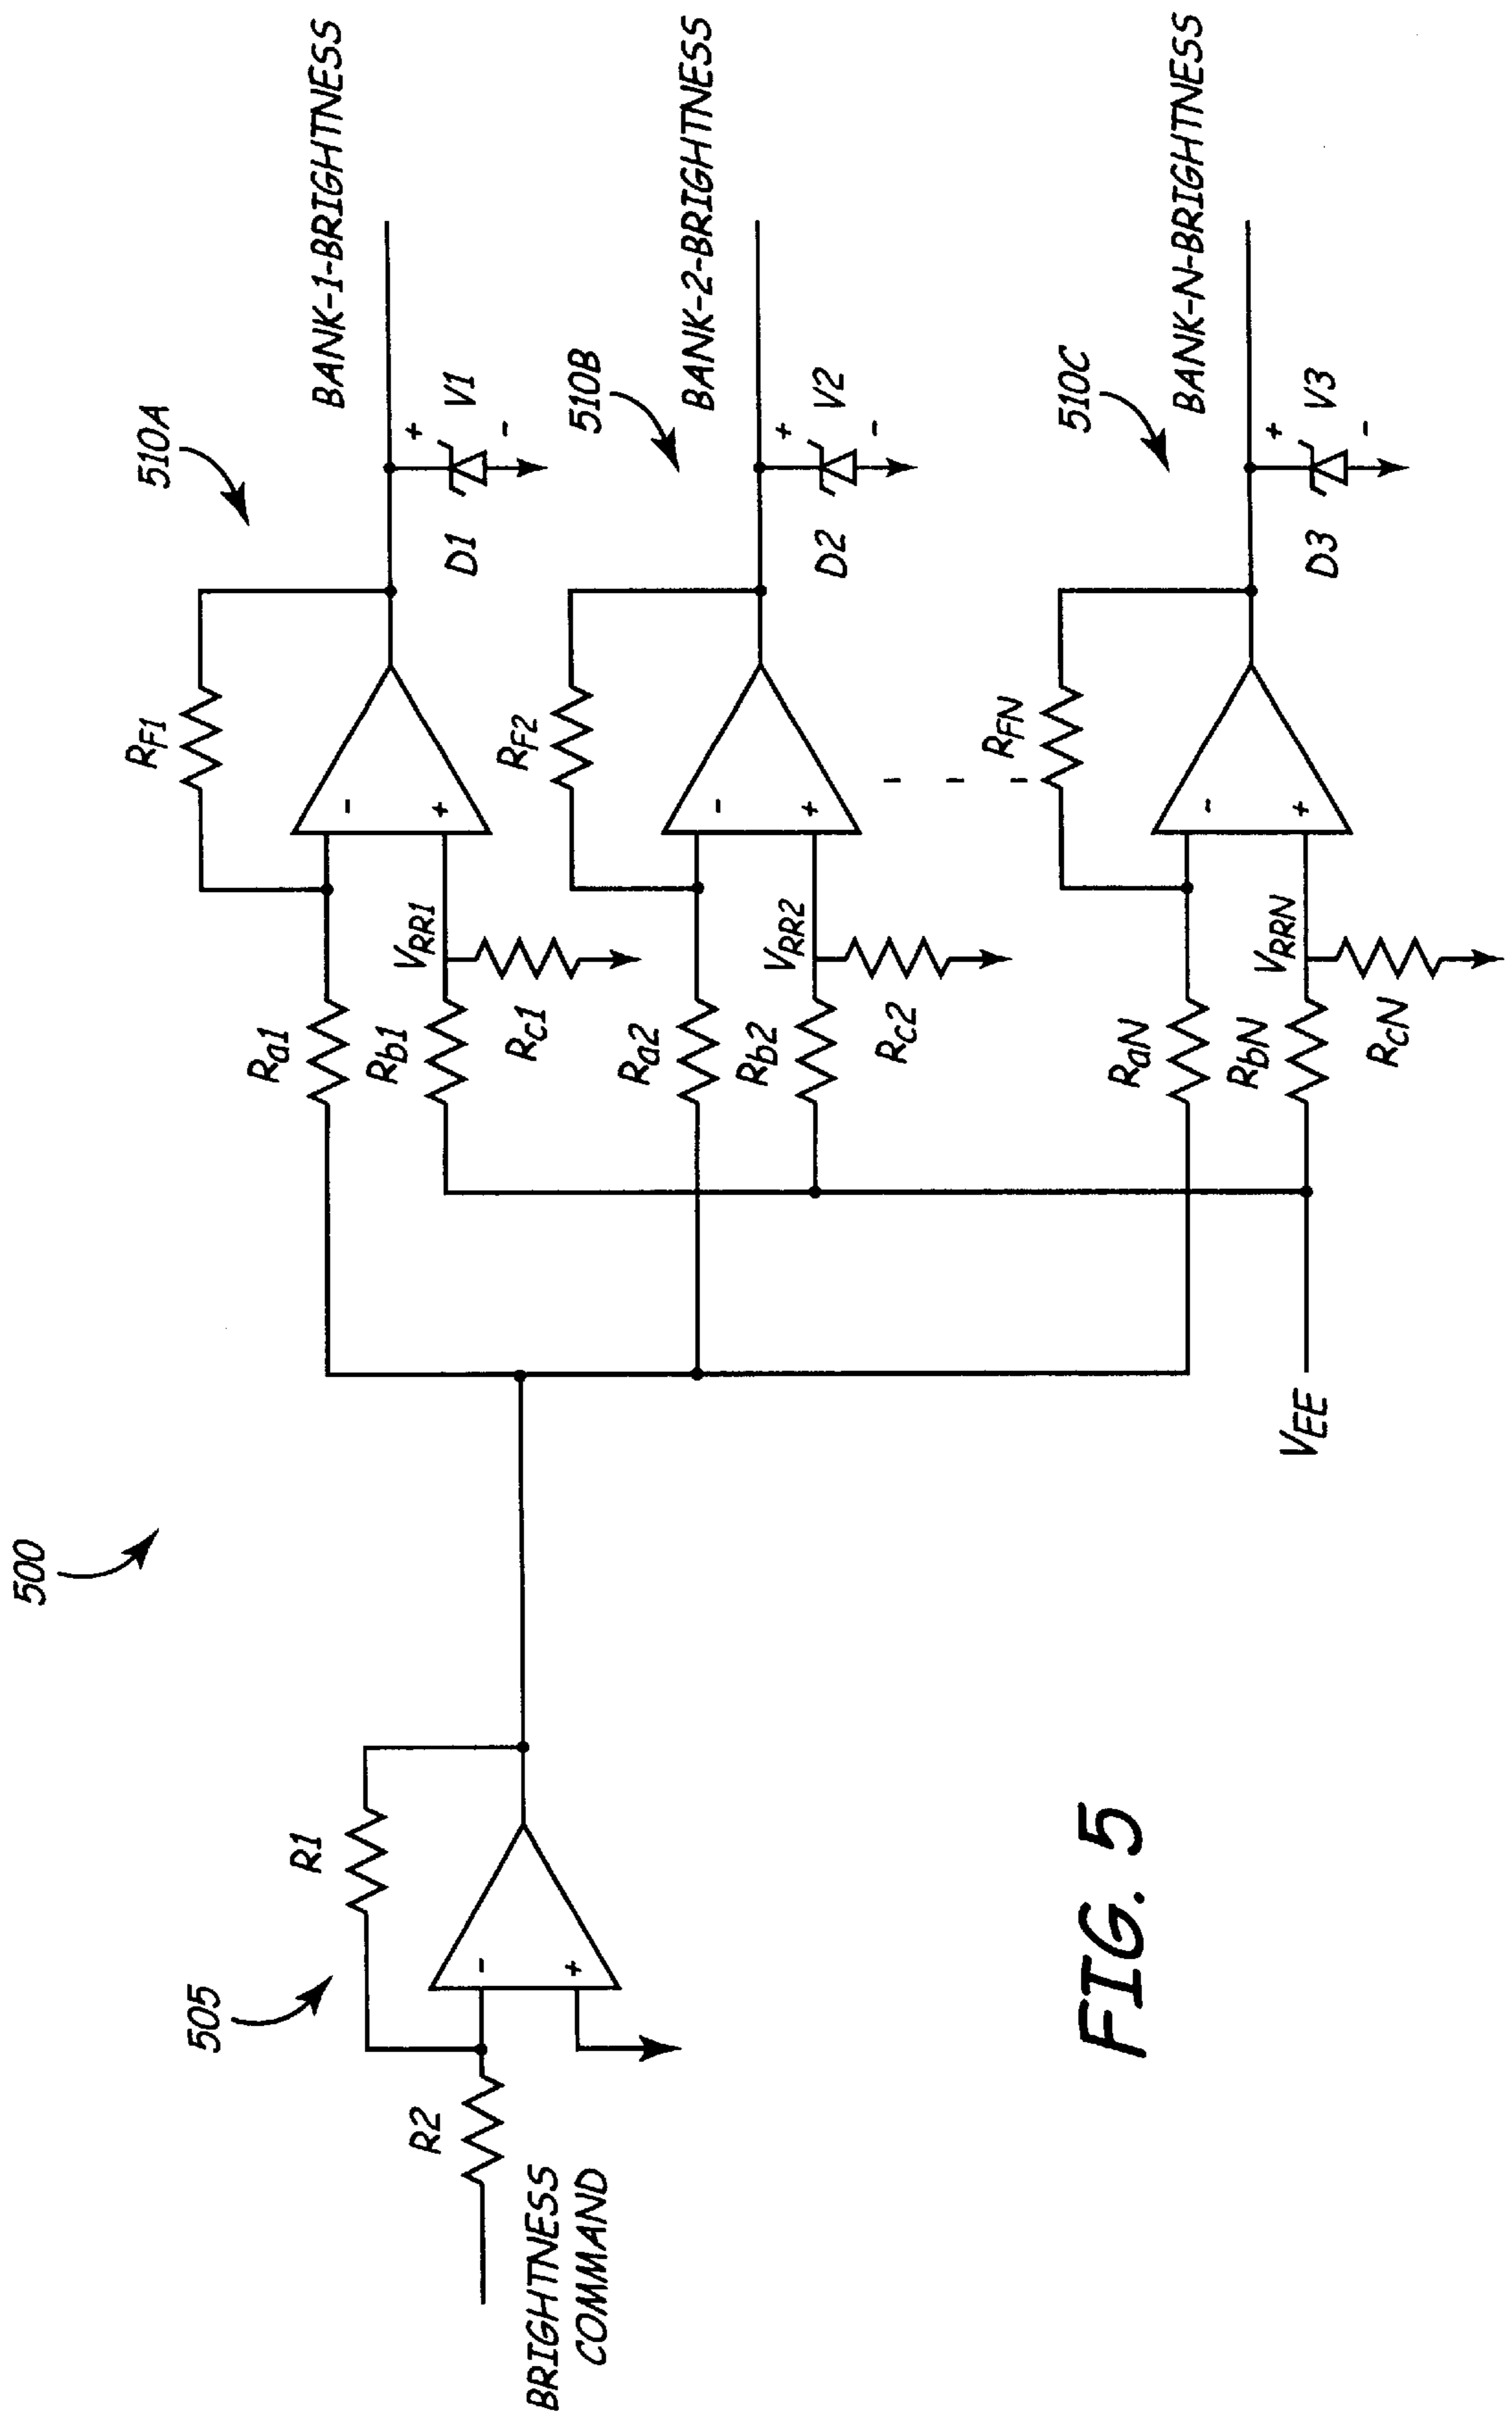 500
505
R1
R2
-
+
BRIGHTNESS
COMMAND
510A
RF1
Ra1
-
+
VRR1
Rb1
Rc1
BANK-1-BRIGHTNESS
D1
+
V1
-
510B
RF2
Ra2
-
+
VRR2
Rb2
Rc2
BANK-2-BRIGHTNESS
D2
+
V2
-
510C
RFN
RaN
-
+
VRRN
RbN
RcN
BANK-N-BRIGHTNESS
D3
+
V3
-
VEE
FIG. 5